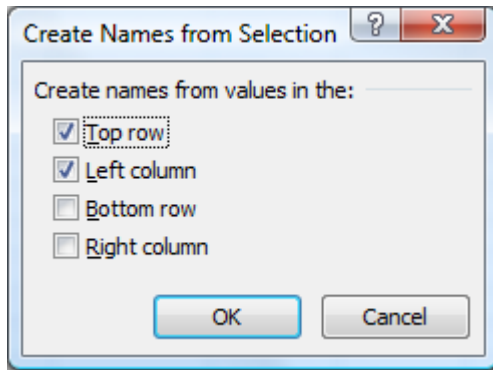 Create Names from Selection ?
Create names from values in the:
Top row
Left column
Bottom row
Right column
OK Cancel